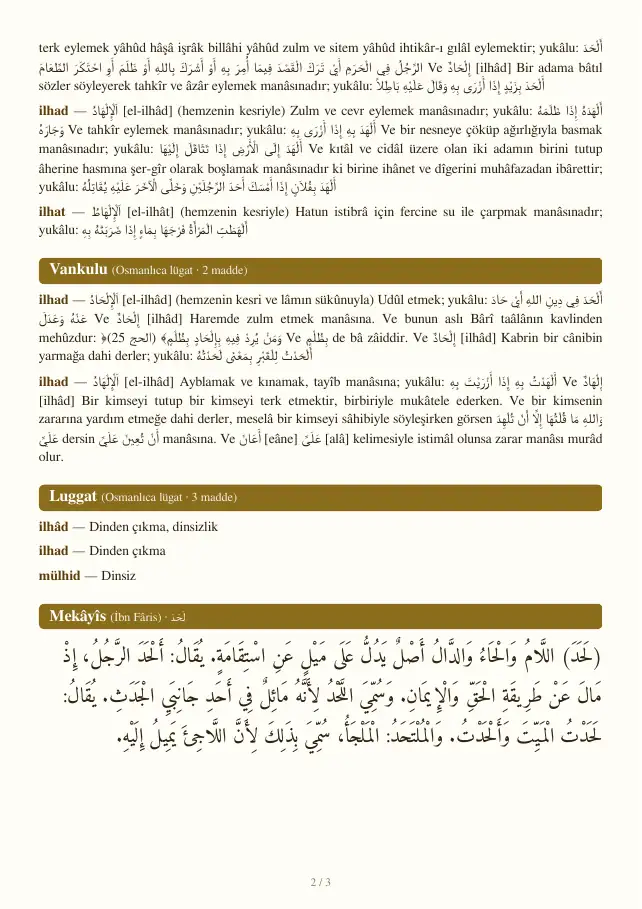 terk eylemek yâhûd hâşâ işrâk billâhi yâhûd zulm ve sitem yâhûd ihtikâr-ı gılâl eylemektir; yukâlu: أَلْحَدَ
الرَّجُلُ فِي الْحَرَمِ أَيْ تَرَكَ الْقَصْدَ فِيمَا أُمِرَ بِهِ أَوْ أَشْرَكَ بِاللهِ أَوْ ظَلَمَ أَوِ احْتَكَرَ الطَّعَامَ Ve إِلْحَادٌ [ilhâd] Bir adama bâtıl
sözler söyleyerek tahkîr ve âzâr eylemek manâsınadır; yukâlu: أَلْحَدَ بِزَيْدٍ إِذَا أَزْرَى بِهِ وَقَالَ عَلَيْهِ بَاطِلاً
ilhad — اَلْإِلْهَادُ [el-ilhâd] (hemzenin kesriyle) Zulm ve cevr eylemek manâsınadır; yukâlu: أَلْهَدَهُ إِذَا ظَلَمَهُ
وَجَارَهُ Ve tahkîr eylemek manâsınadır; yukâlu: أَلْهَدَ بِهِ إِذَا أَزْرَى بِهِ Ve bir nesneye çöküp ağırlığıyla basmak
manâsınadır; yukâlu: أَلْهَدَ إِلَى الْأَرْضِ إِذَا تَثَاقَلَ إِلَيْهَا Ve kıtâl ve cidâl üzere olan iki adamın birini tutup
âherine hasmına şer-gîr olarak boşlamak manâsınadır ki birine ihânet ve dîgerini muhâfazadan ibârettir;
yukâlu: أَلْهَدَ بِفُلاَنٍ إِذَا أَمْسَكَ أَحَدَ الرَّجُلَيْنِ وَخَلَّى الْآخَرَ عَلَيْهِ يُقَاتِلُهُ
ilhat — اَلْإِلْهَاطُ [el-ilhât] (hemzenin kesriyle) Hatun istibrâ için fercine su ile çarpmak manâsınadır;
yukâlu: أَلْهَطَتِ الْمَرْأَةُ فَرْجَهَا بِمَاءٍ إِذَا ضَرَبَتْهُ بِهِ
Vankulu (Osmanlıca lügat · 2 madde)
ilhad — اَلْإِلْحَادُ [el-ilhâd] (hemzenin kesri ve lâmın sükûnuyla) Udûl etmek; yukâlu: أَلْحَدَ فِي دِينِ اللهِ أَيْ حَادَ
عَنْهُ وَعَدَلَ Ve إِلْحَادٌ [ilhâd] Haremde zulm etmek manâsına. Ve bunun aslı Bârî taâlânın kavlinden
mehûzdur: ﴿وَمَنْ يُرِدْ فِيهِ بِإِلْحَادٍ بِظُلْمٍ﴾ (الحج 25) Ve بِظُلْمٍ de bâ zâiddir. Ve إِلْحَادٌ [ilhâd] Kabrin bir cânibin
yarmağa dahi derler; yukâlu: أَلْحَدْتُ لِلْقَبْرِ بِمَعْنَى لَحَدْتُهُ
ilhad — اَلْإِلْهَادُ [el-ilhâd] Ayblamak ve kınamak, tayîb manâsına; yukâlu: أَلْهَدْتُ بِهِ إِذَا أَزْرَيْتَ بِهِ Ve إِلْهَادٌ
[ilhâd] Bir kimseyi tutup bir kimseyi terk etmektir, birbiriyle mukâtele ederken. Ve bir kimsenin
zararına yardım etmeğe dahi derler, meselâ bir kimseyi sâhibiyle söyleşirken görsen وَاللهِ مَا قُلْتُهَا إِلَّا أَنْ تُلْهِدَ
عَلَيَّ dersin أَنْ تُعِينَ عَلَيَّ manâsına. Ve أَعَانَ [eâne] عَلَيَّ [alâ] kelimesiyle istimâl olunsa zarar manâsı murâd
olur.
Luggat (Osmanlıca lügat · 3 madde)
ilhâd — Dinden çıkma, dinsizlik
ilhad — Dinden çıkma
mülhid — Dinsiz
Mekâyîs (İbn Fâris) · لَحَدَ
(لَحَدَ) اللَّامُ وَالْحَاءُ وَالدَّالُ أَصْلٌ يَدُلُّ عَلَى مَيْلٍ عَنِ اسْتِقَامَةٍ. يُقَالُ: أَلْحَدَ الرَّجُلُ، إِذْ
مَالَ عَنْ طَرِيقَةِ الْحَقِّ وَالْإِيمَانِ. وَسُمِّيَ اللَّحْدُ لِأَنَّهُ مَائِلٌ فِي أَحَدِ جَانِبَيِ الْجَدَثِ. يُقَالُ:
لَحَدْتُ الْمَيِّتَ وَأَلْحَدْتُ. وَالْمُلْتَحَدُ: الْمَلْجَأُ، سُمِّيَ بِذَلِكَ لِأَنَّ اللَّاجِئَ يَمِيلُ إِلَيْهِ.
2 / 3